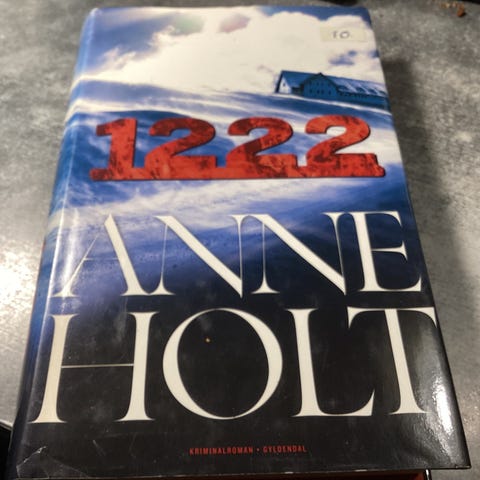 10.
1222
ANNE
HOLT
KRIMINALROMAN • GYLDENDAL